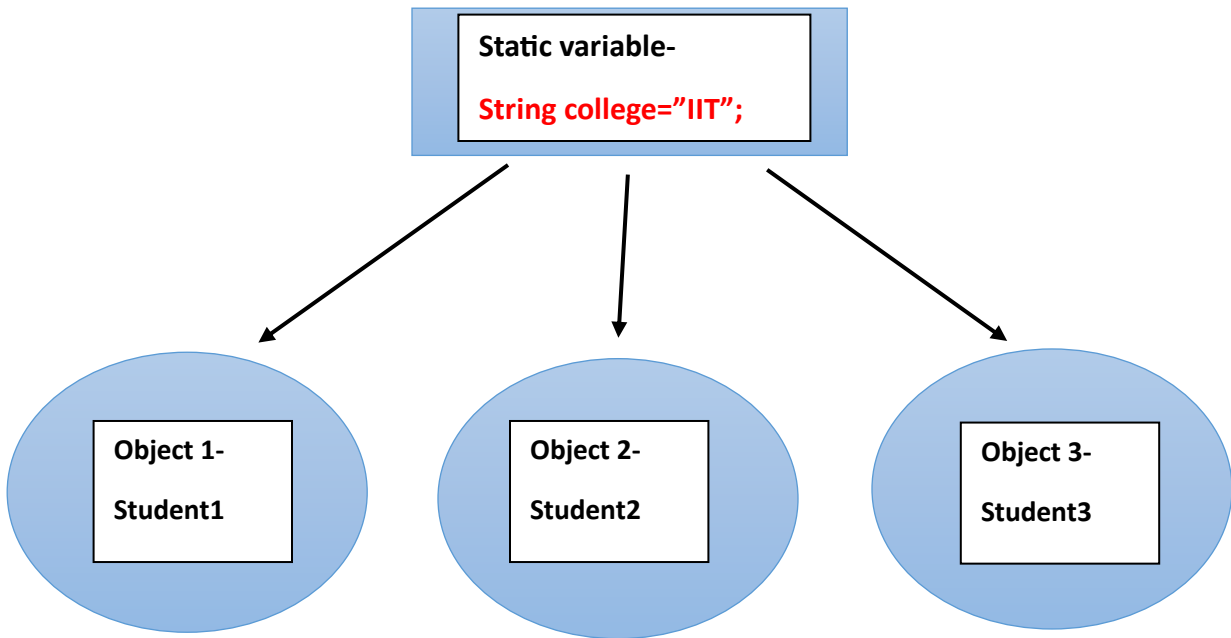 Static variable-
String college=”IIT”;
Object 1-
Student1
Object 2-
Student2
Object 3-
Student3